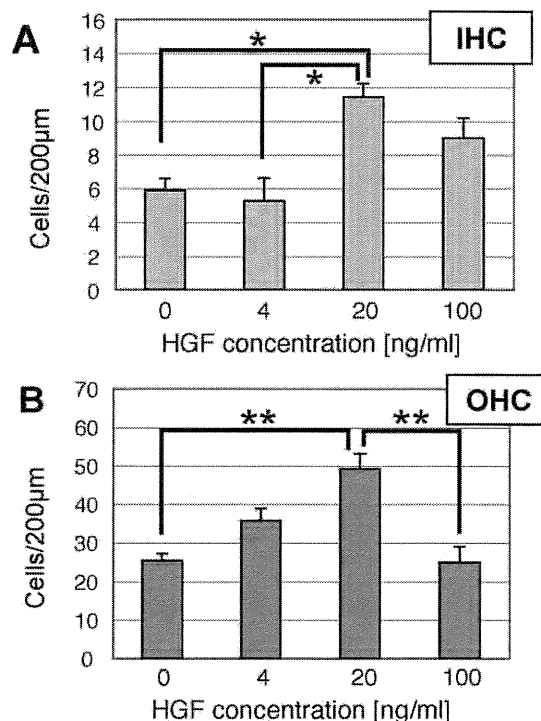 A
IHC
16
14
12
10
8
6
4
2
0
*
*
Cells/200μm
0 4 20 100
HGF concentration [ng/ml]
B
OHC
70
60
50
40
30
20
10
0
** **
Cells/200μm
0 4 20 100
HGF concentration [ng/ml]